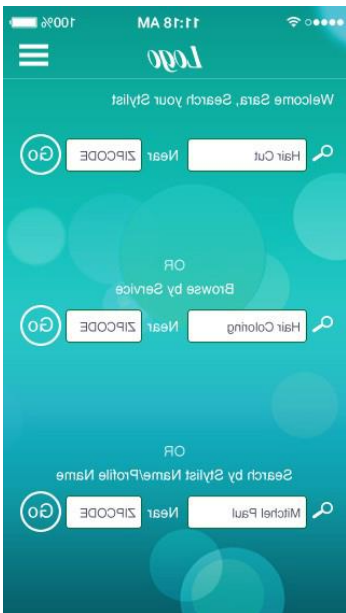 11:18 AM 100%
Logo
Welcome Sara, Search your Stylist
Hair Cut Near ZIPCODE Go
OR
Browse by Service
Hair Coloring Near ZIPCODE Go
OR
Search by Stylist Name/Profile Name
Mitchel Paul Near ZIPCODE Go